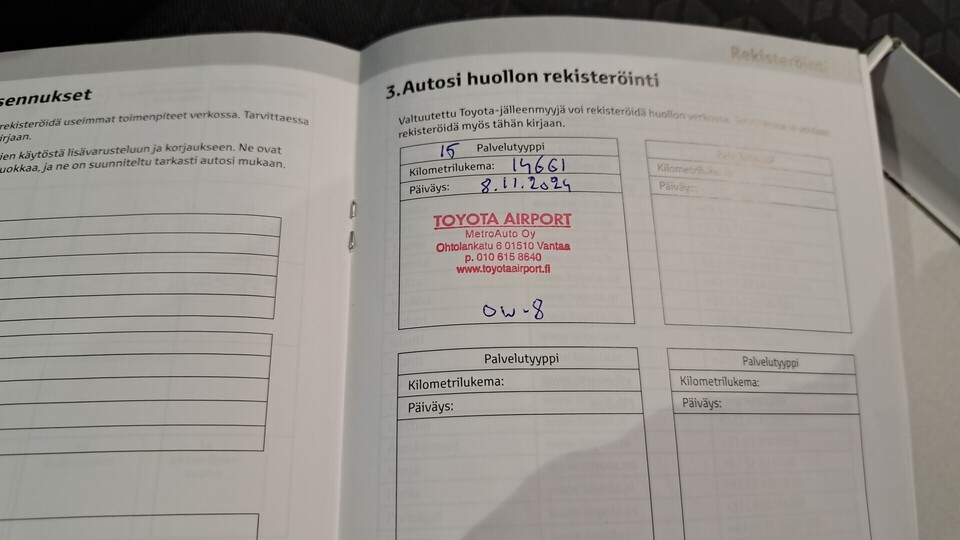 sennukset
rekisteröidä useimmat toimenpiteet verkossa. Tarvittaessa
irjaan.
ien käytöstä lisävarusteluun ja korjaukseen. Ne ovat
uokkaa, ja ne on suunniteltu tarkasti autosi mukaan.
Rekisteröinti
3. Autosi huollon rekisteröinti
Valtuutettu Toyota-jälleenmyyjä voi rekisteröidä huollon verkossa.
rekisteröidä myös tähän kirjaan.
15 Palvelutyyppi
Kilometrilukema: 14661
Päiväys: 8.11.2024
TOYOTA AIRPORT
MetroAuto Oy
Ohtolankatu 6 01510 Vantaa
p. 010 615 8640
www.toyotaairport.fi
OW-8
Kilometrilukema:
Päiväys:
Palvelutyyppi
Kilometrilukema:
Päiväys:
Palvelutyyppi
Kilometrilukema:
Päiväys: